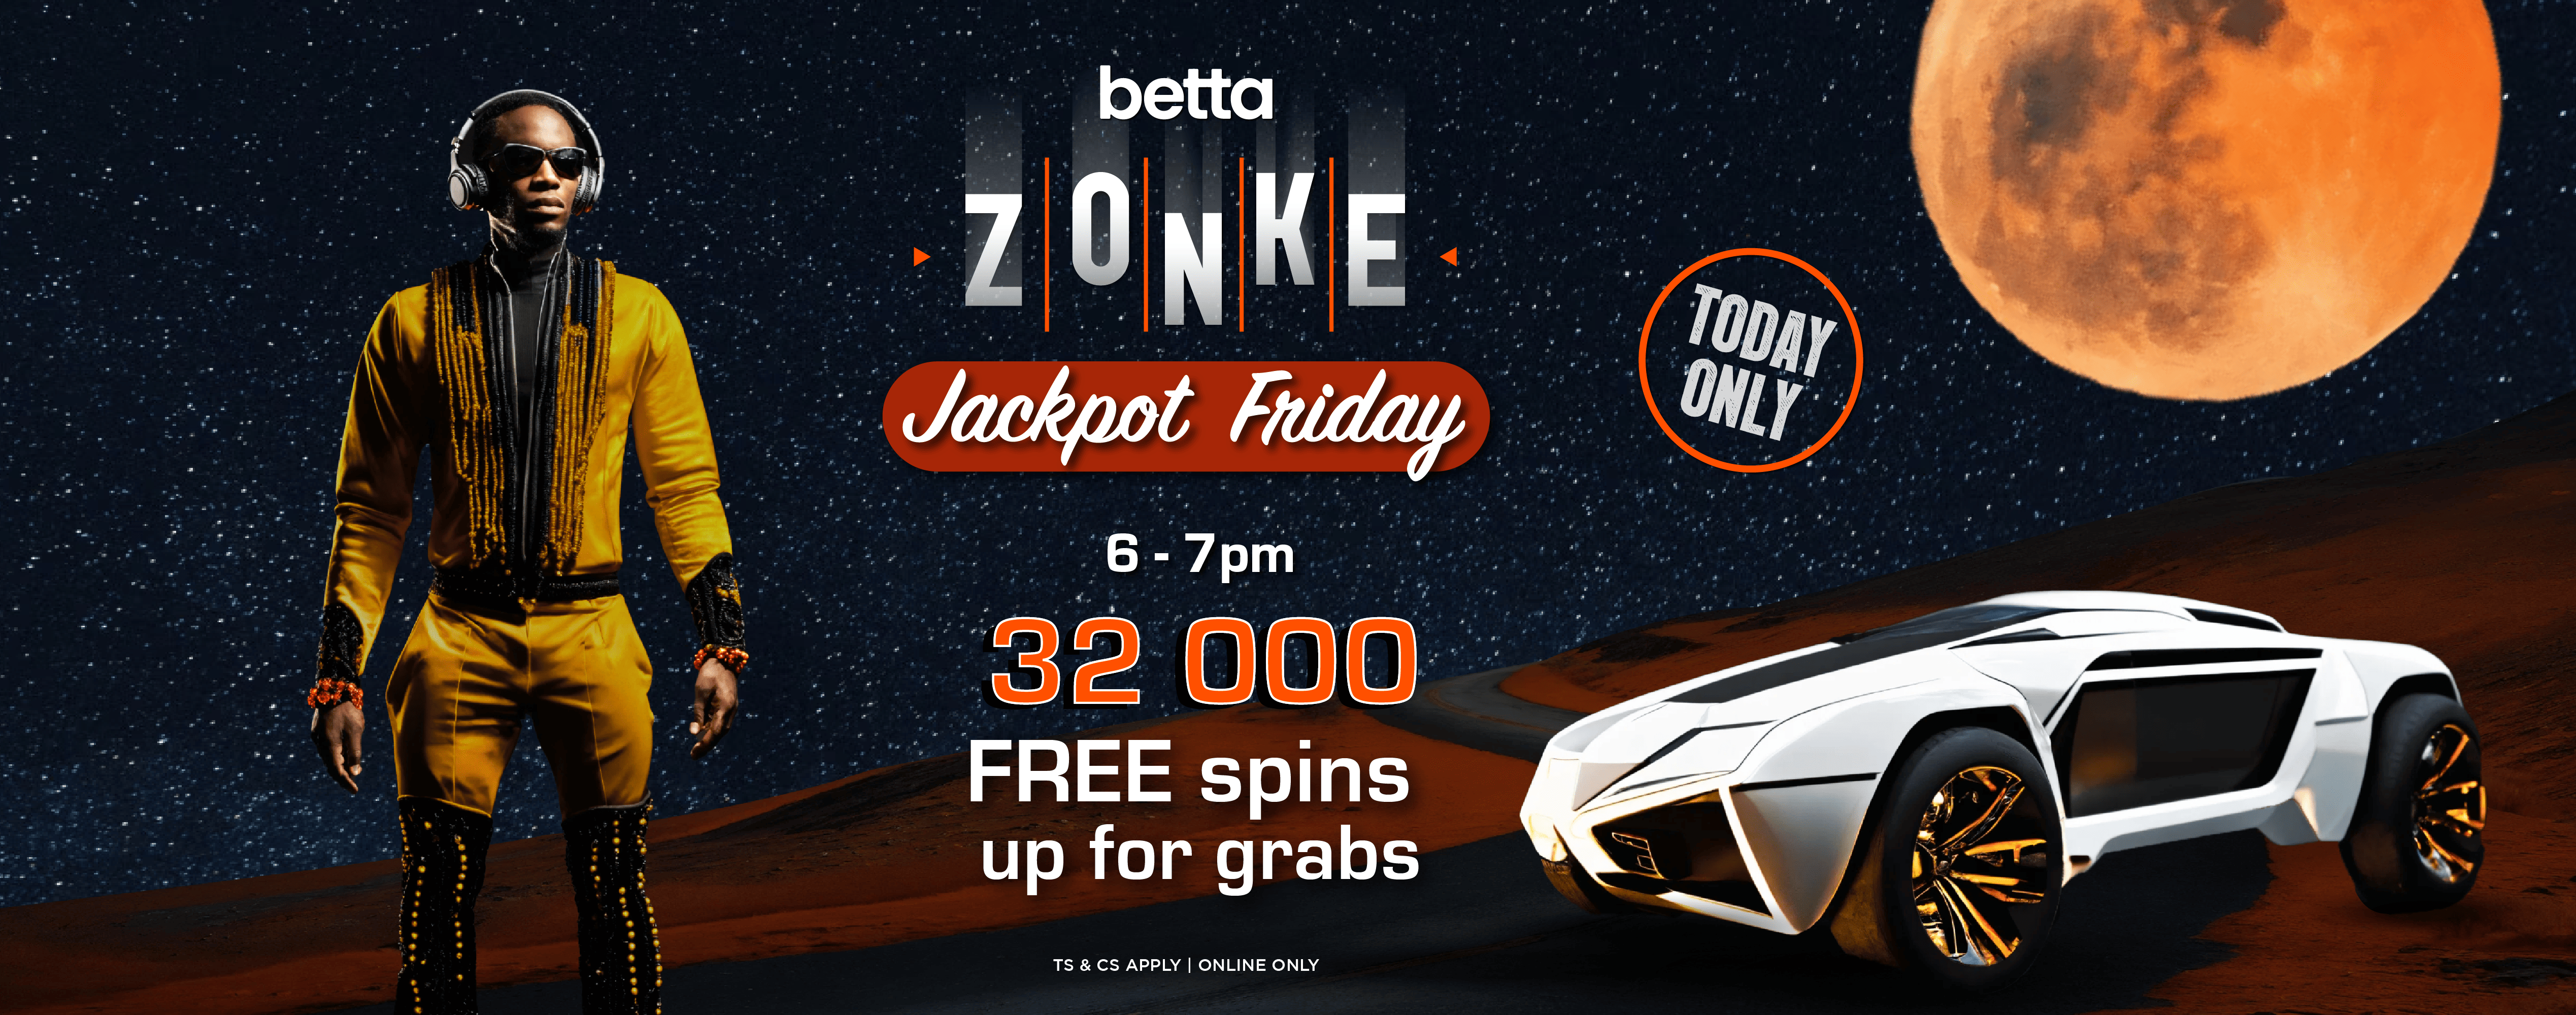 betta
ZONKE
Jackpot Friday
TODAY
ONLY
6 - 7pm
32 000
FREE spins
up for grabs
TS & CS APPLY | ONLINE ONLY